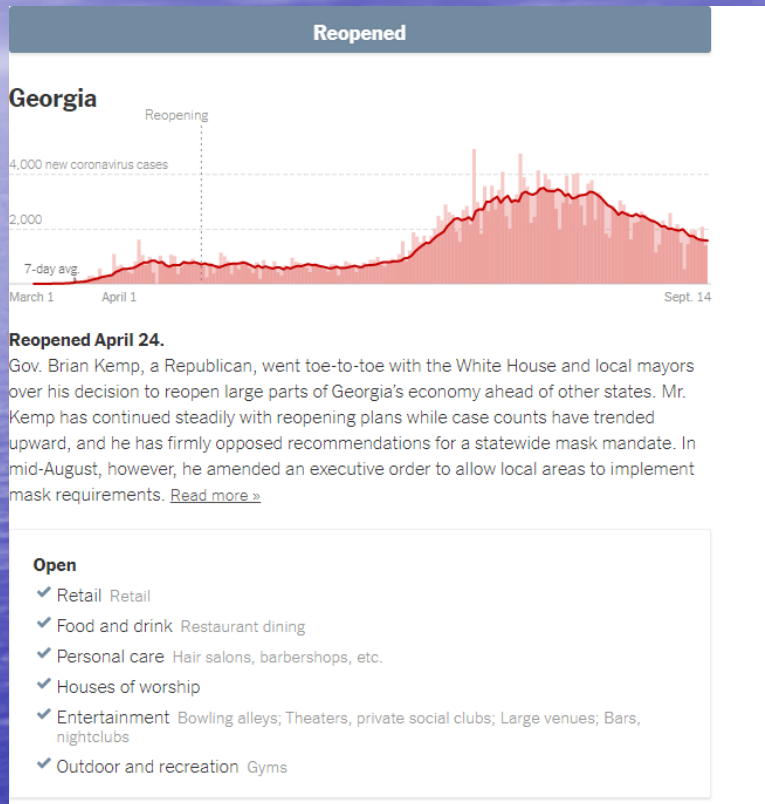 Reopened
Georgia
Reopening
4,000 new coronavirus cases
2,000
7-day avg.
March 1
April 1
Sept. 14
Reopened April 24.
Gov. Brian Kemp, a Republican, went toe-to-toe with the White House and local mayors
over his decision to reopen large parts of Georgia’s economy ahead of other states. Mr.
Kemp has continued steadily with reopening plans while case counts have trended
upward, and he has firmly opposed recommendations for a statewide mask mandate. In
mid-August, however, he amended an executive order to allow local areas to implement
mask requirements. Read more »
Open
Retail Retail
Food and drink Restaurant dining
Personal care Hair salons, barbershops, etc.
Houses of worship
Entertainment Bowling alleys; Theaters, private social clubs; Large venues; Bars,
nightclubs
Outdoor and recreation Gyms